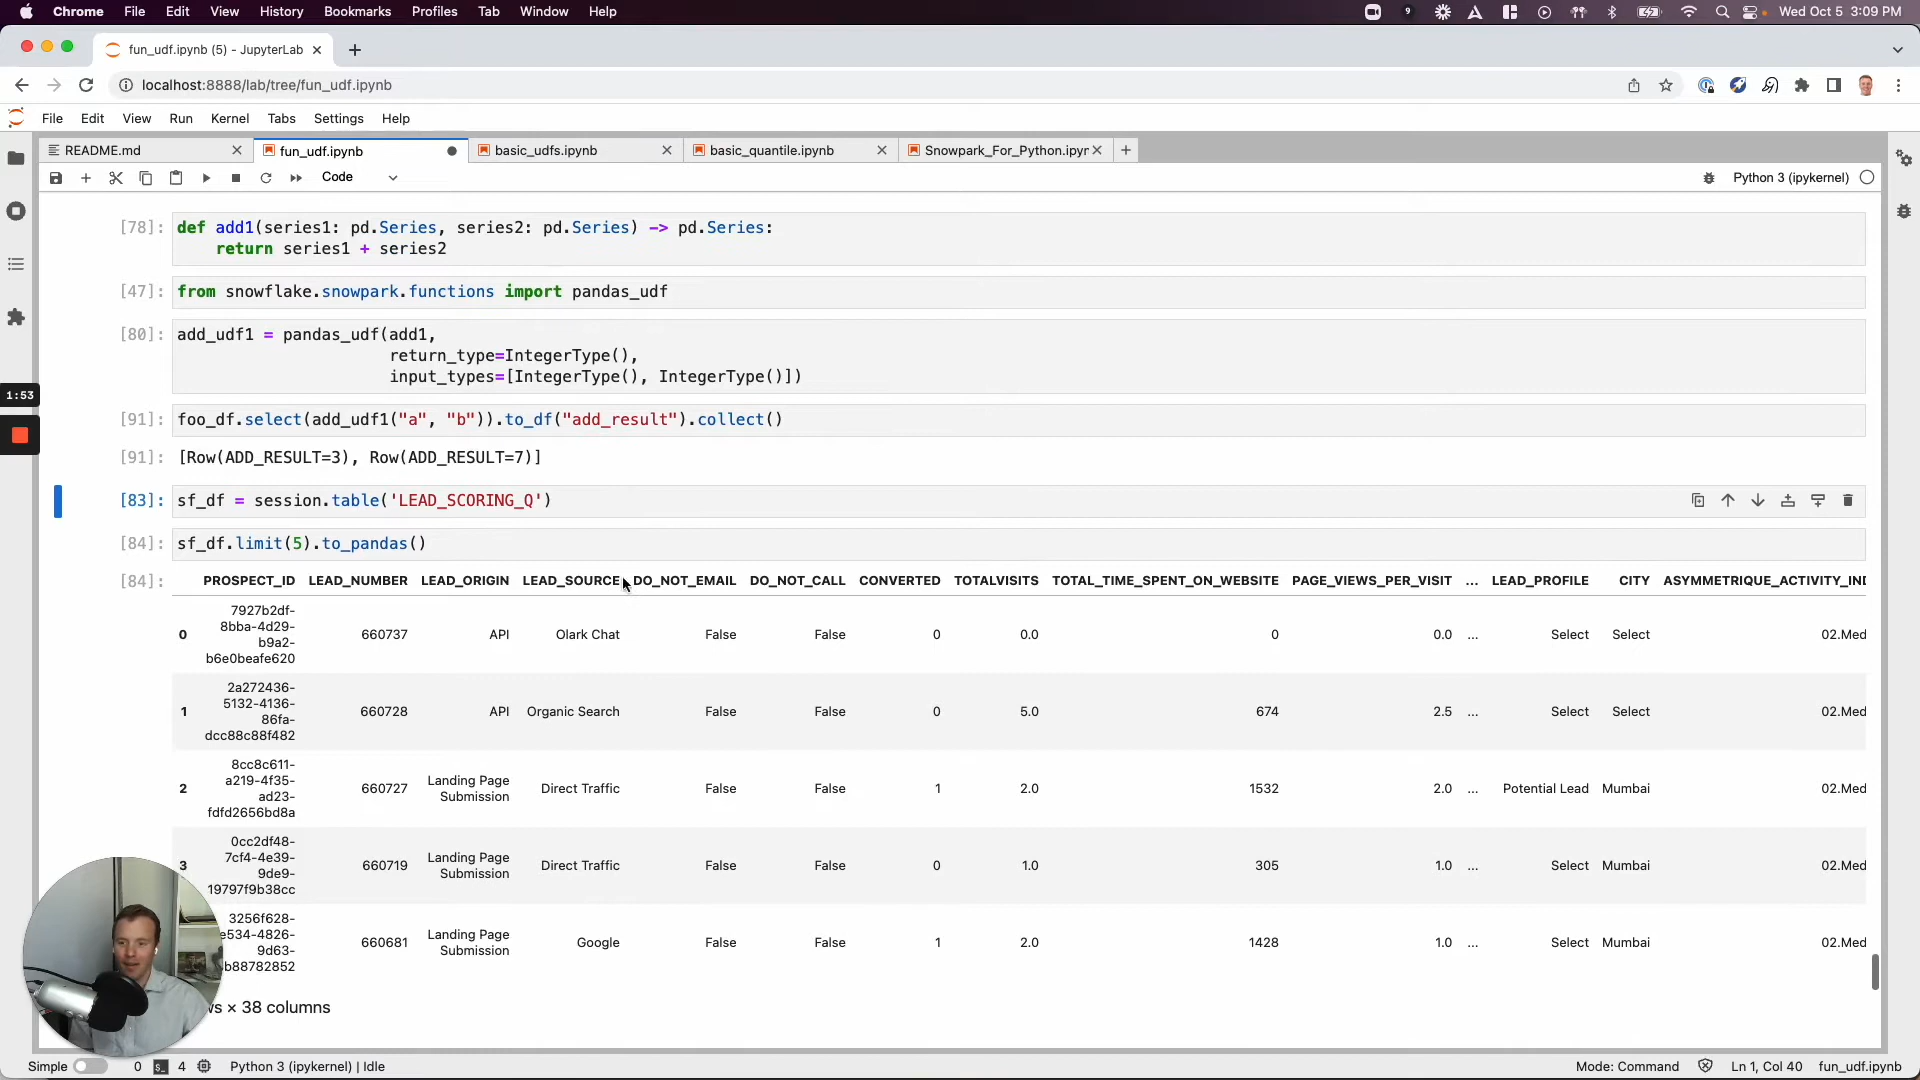 Chrome File Edit View History Bookmarks Profiles Tab Window Help 9 Wed Oct 5 3:09 PM
fun_udf.ipynb (5) - JupyterLab
localhost:8888/lab/tree/fun_udf.ipynb
File Edit View Run Kernel Tabs Settings Help
README.md fun_udf.ipynb basic_udfs.ipynb basic_quantile.ipynb Snowpark_For_Python.ipyr
Code Python 3 (ipykernel)
[78]: def add1(series1: pd.Series, series2: pd.Series) -> pd.Series:
return series1 + series2
[47]: from snowflake.snowpark.functions import pandas_udf
[80]: add_udf1 = pandas_udf(add1,
return_type=IntegerType(),
input_types=[IntegerType(), IntegerType()])
1:53
[91]: foo_df.select(add_udf1("a", "b")).to_df("add_result").collect()
[91]: [Row(ADD_RESULT=3), Row(ADD_RESULT=7)]
[83]: sf_df = session.table('LEAD_SCORING_Q')
[84]: sf_df.limit(5).to_pandas()
[84]: PROSPECT_ID LEAD_NUMBER LEAD_ORIGIN LEAD_SOURCE DO_NOT_EMAIL DO_NOT_CALL CONVERTED TOTALVISITS TOTAL_TIME_SPENT_ON_WEBSITE PAGE_VIEWS_PER_VISIT ... LEAD_PROFILE CITY ASYMMETRIQUE_ACTIVITY_IND
0 7927b2df-
8bba-4d29-
b9a2-
b6e0beafe620 660737 API Olark Chat False False 0 0.0 0 0.0 ... Select Select 02.Med
1 2a272436-
5132-4136-
86fa-
dcc88c88f482 660728 API Organic Search False False 0 5.0 674 2.5 ... Select Select 02.Med
2 8cc8c611-
a219-4f35-
ad23-
fdfd2656bd8a 660727 Landing Page
Submission Direct Traffic False False 1 2.0 1532 2.0 ... Potential Lead Mumbai 02.Med
3 0cc2df48-
7cf4-4e39-
9de9-
19797f9b38cc 660719 Landing Page
Submission Direct Traffic False False 0 1.0 305 1.0 ... Select Mumbai 02.Med
3256f628-
e534-4826-
9d63-
b88782852 660681 Landing Page
Submission Google False False 1 2.0 1428 1.0 ... Select Mumbai 02.Med
× 38 columns
Simple 0 4 Python 3 (ipykernel) | Idle Mode: Command Ln 1, Col 40 fun_udf.ipynb